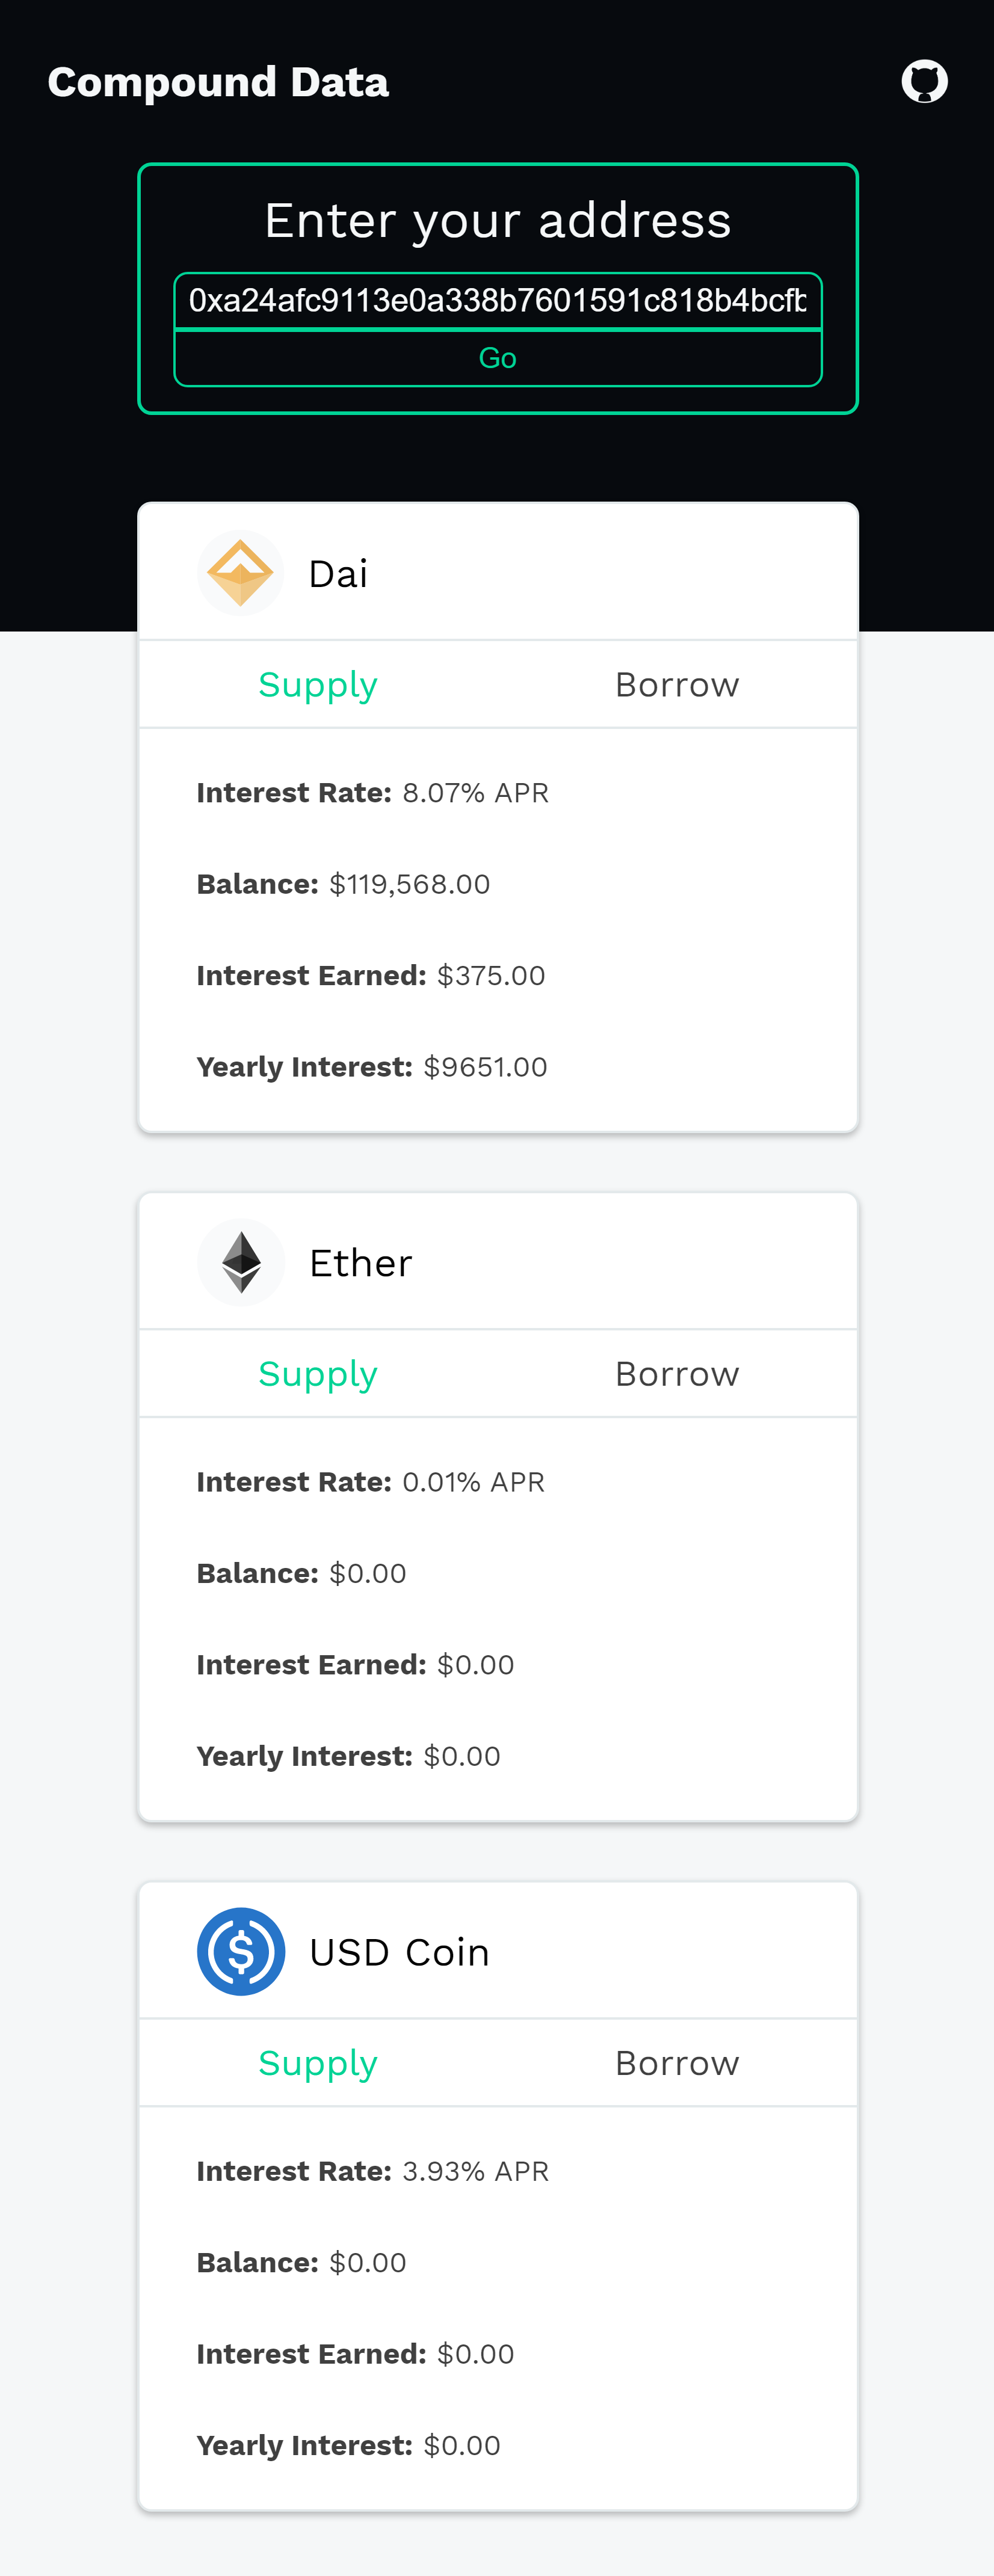 Compound Data
Enter your address
0xa24afc9113e0a338b7601591c818b4bcfb
Go
Dai
Supply Borrow
Interest Rate: 8.07% APR
Balance: $119,568.00
Interest Earned: $375.00
Yearly Interest: $9651.00
Ether
Supply Borrow
Interest Rate: 0.01% APR
Balance: $0.00
Interest Earned: $0.00
Yearly Interest: $0.00
USD Coin
Supply Borrow
Interest Rate: 3.93% APR
Balance: $0.00
Interest Earned: $0.00
Yearly Interest: $0.00